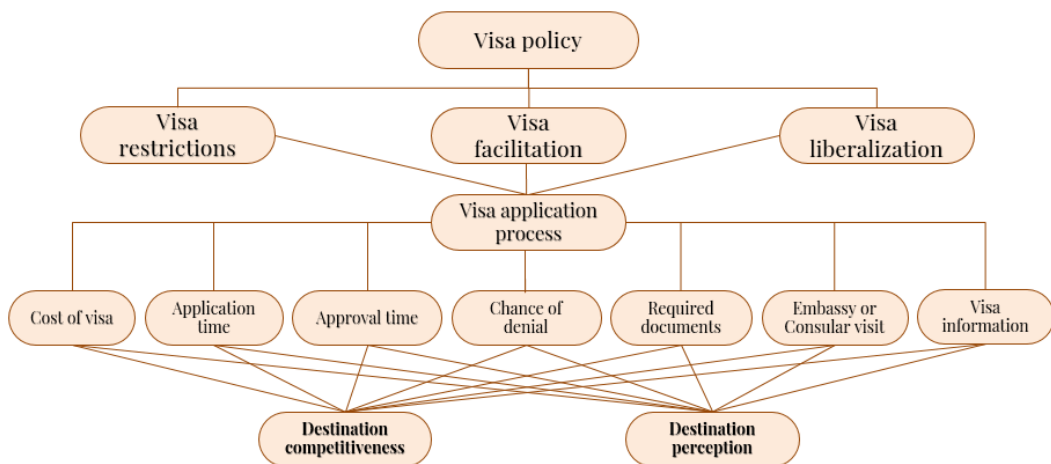 Visa policy
Visa
restrictions
Visa
facilitation
Visa
liberalization
Visa application
process
Cost of visa
Application
time
Approval time
Chance of
denial
Required
documents
Embassy or
Consular visit
Visa
information
Destination
competitiveness
Destination
perception